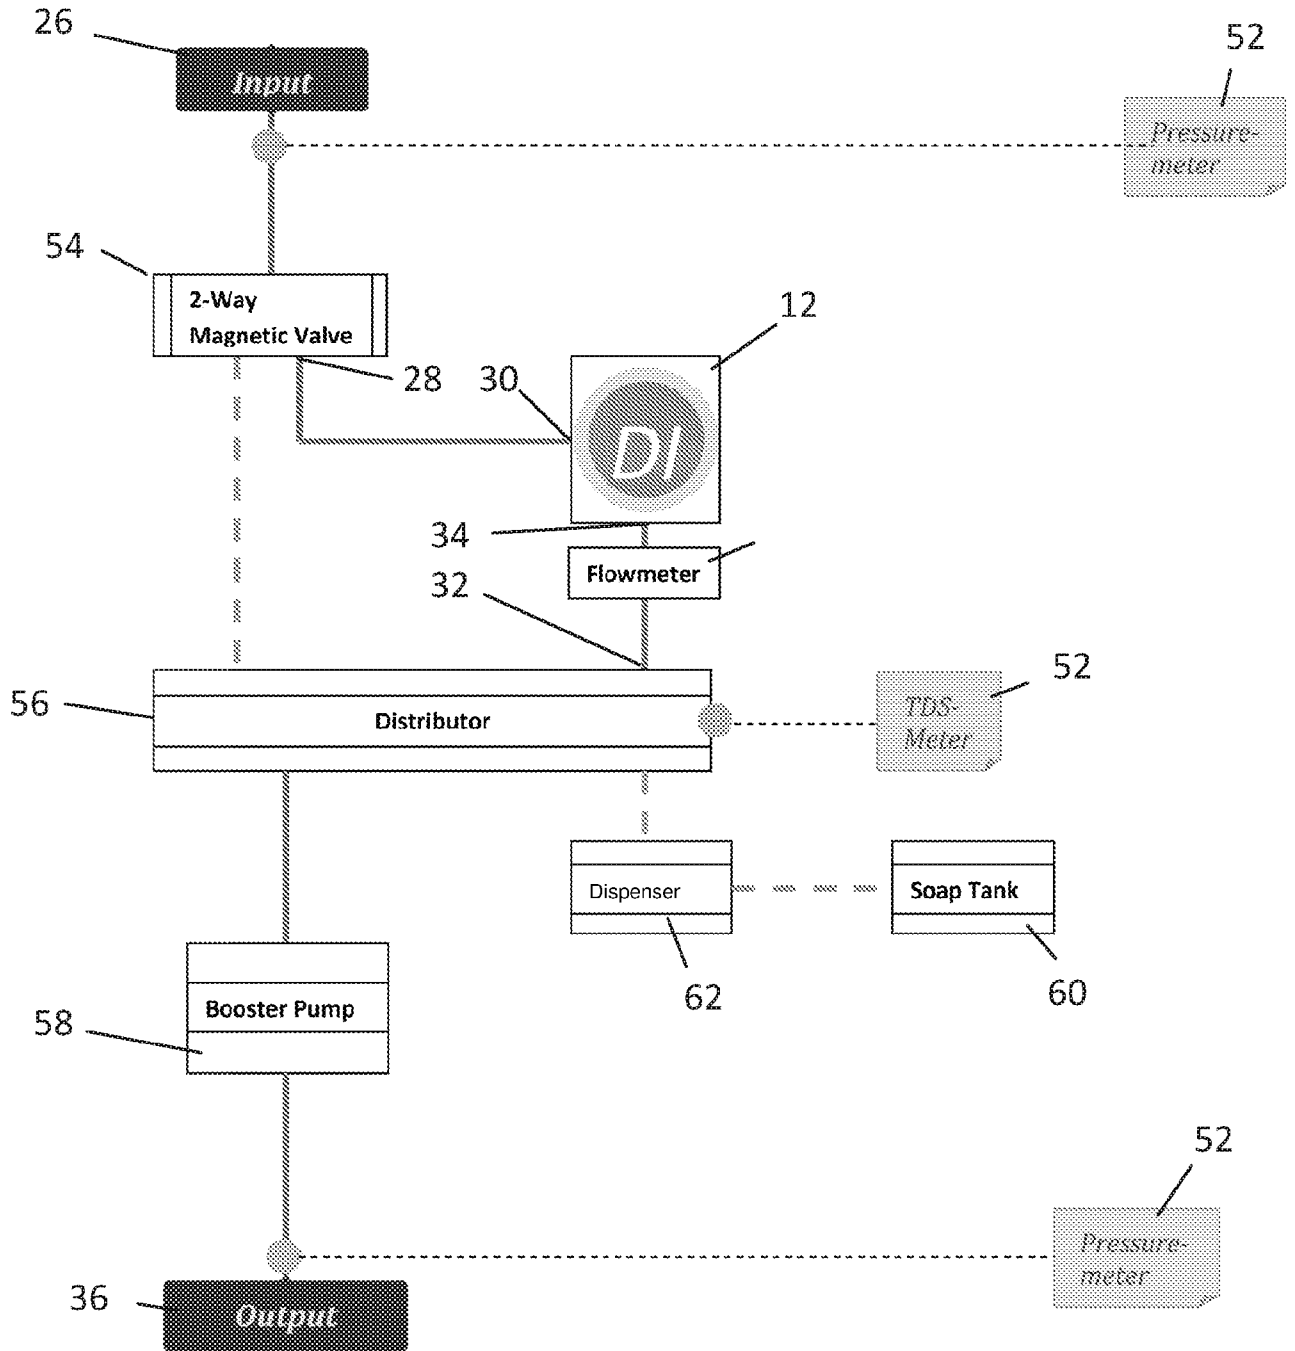 26
Input
52
Pressure-
meter
54
2-Way
Magnetic Valve
12
28
30
DI
34
Flowmeter
32
56
Distributor
52
TDS-
Meter
Dispenser
Soap Tank
62
60
Booster Pump
58
52
Pressure-
meter
36
Output